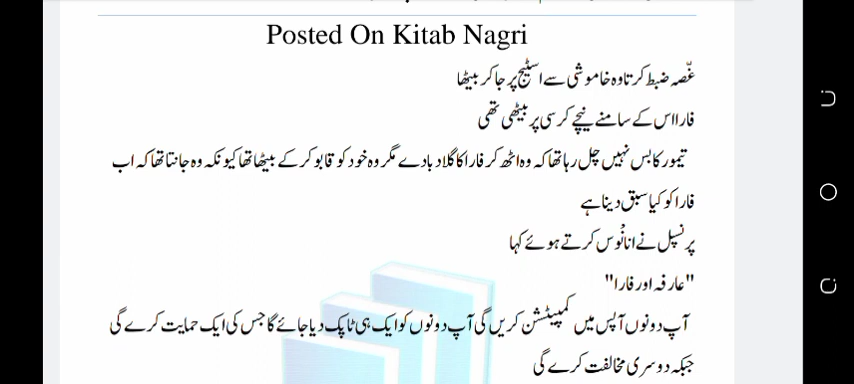 Posted On Kitab Nagri
غصّہ ضبط کرتا وہ خاموشی سے اسٹیج پر جا کر بیٹھا
فارا اس کے سامنے نیچے کرسی پر بیٹھی تھی
تیمور کا بس نہیں چل رہا تھا کہ وہ اٹھ کر فارا کا گلا دبا دے مگر وہ خود کو قابو کر کے بیٹھا تھا کیونکہ وہ جانتا تھا کہ اب
فارا کو کیا سبق دینا ہے
پرنسپل نے اناؤنس کرتے ہوئے کہا
"عارفہ اور فارا"
آپ دونوں آپس میں کمپیٹشن کریں گی آپ دونوں کو ایک ہی ٹاپک دیا جائے گا جس کی ایک حمایت کرے گی
جبکہ دوسری مخالفت کرے گی